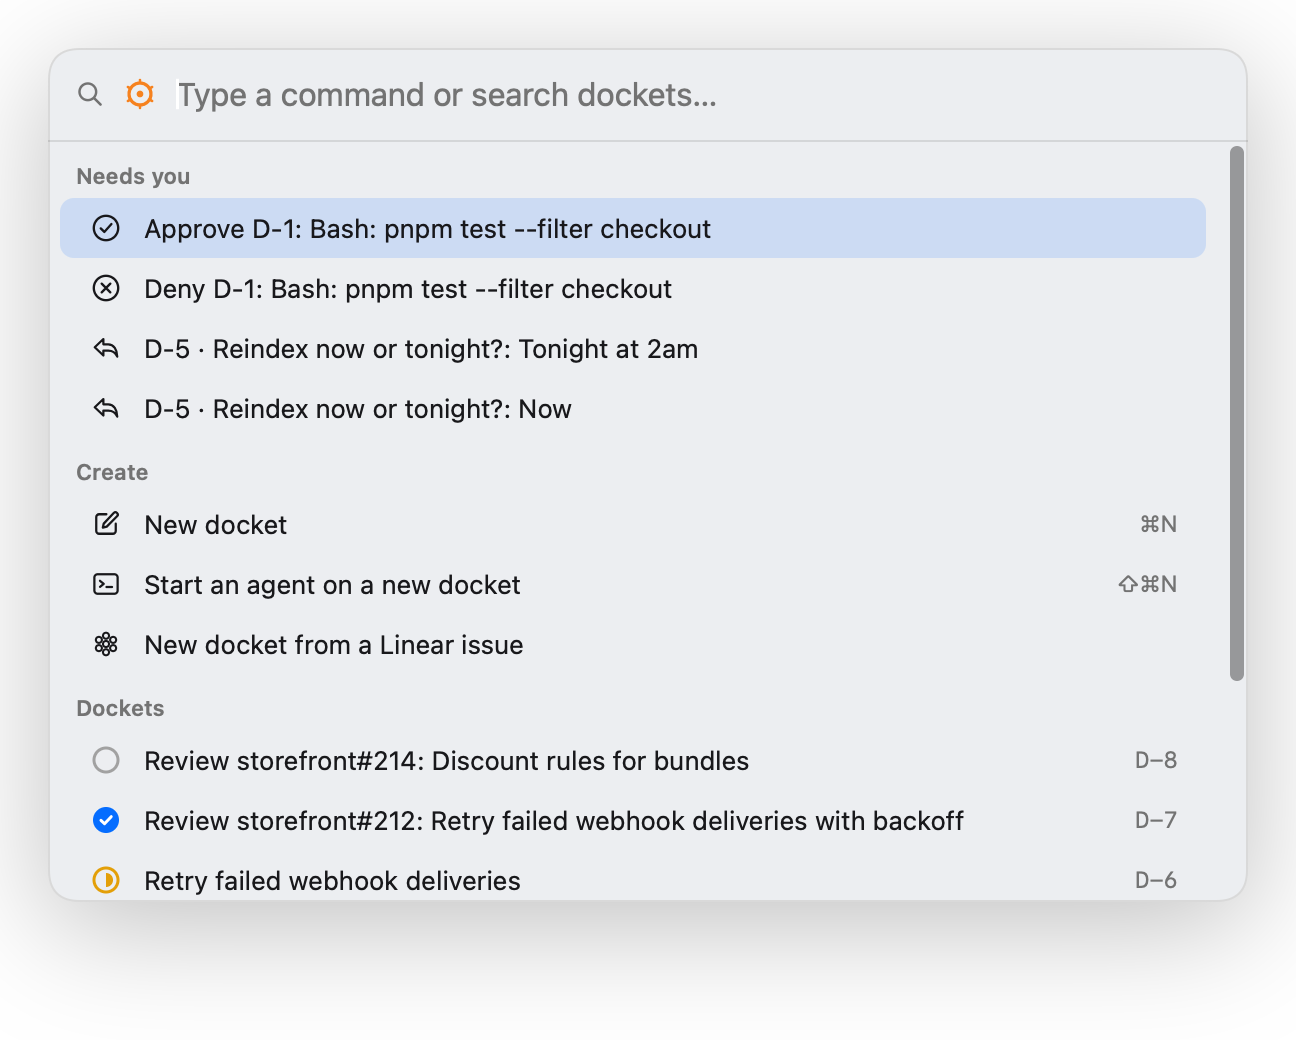 Type a command or search dockets...
Needs you
Approve D-1: Bash: pnpm test --filter checkout
Deny D-1: Bash: pnpm test --filter checkout
D-5 · Reindex now or tonight?: Tonight at 2am
D-5 · Reindex now or tonight?: Now
Create
New docket ⌘N
Start an agent on a new docket ⇧⌘N
New docket from a Linear issue
Dockets
Review storefront#214: Discount rules for bundles D–8
Review storefront#212: Retry failed webhook deliveries with backoff D–7
Retry failed webhook deliveries D–6